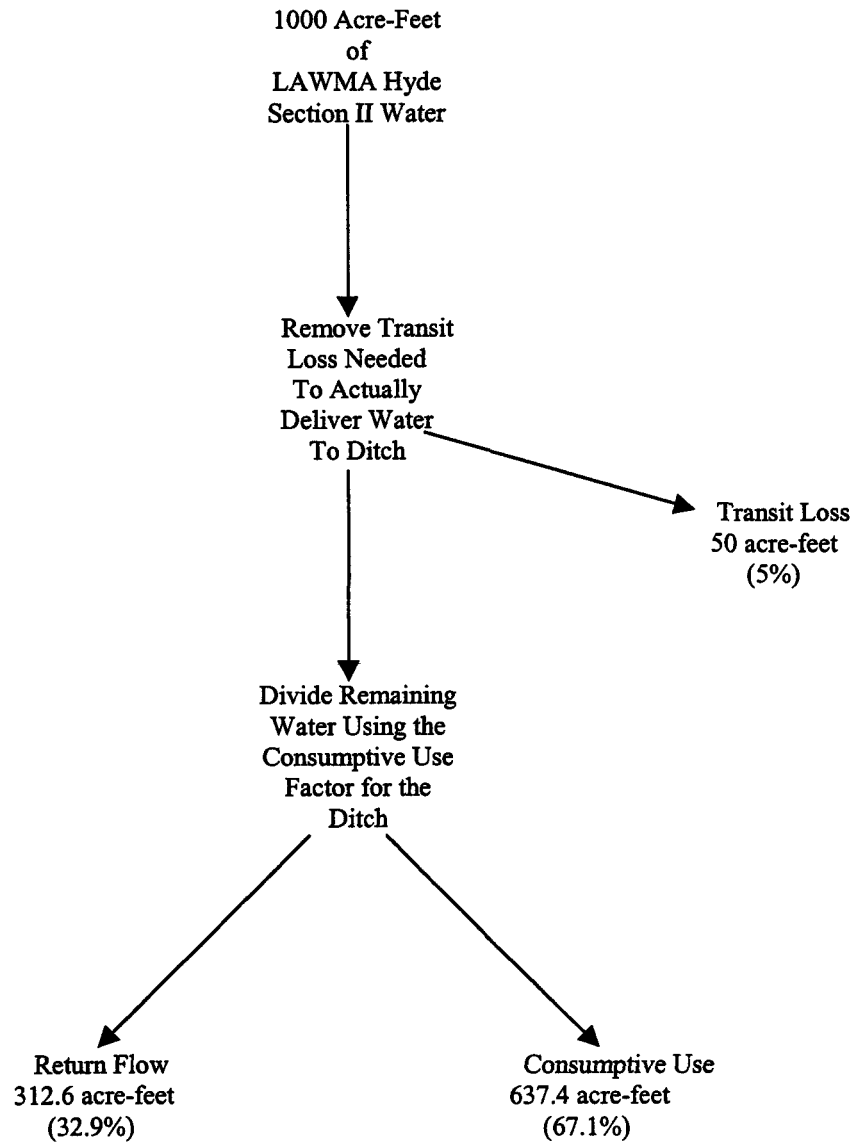 1000 Acre-Feet
of
LAWMA Hyde
Section II Water
Remove Transit
Loss Needed
To Actually
Deliver Water
To Ditch
Transit Loss
50 acre-feet
(5%)
Divide Remaining
Water Using the
Consumptive Use
Factor for the
Ditch
Return Flow
312.6 acre-feet
(32.9%)
Consumptive Use
637.4 acre-feet
(67.1%)